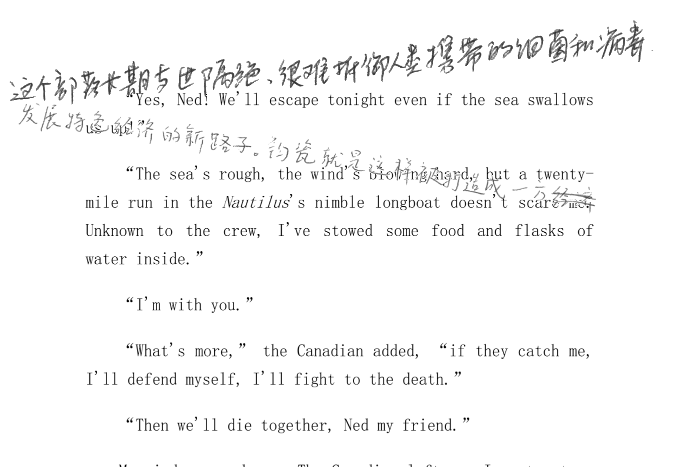 这个部落长期与世隔绝、很难抵御人类携带的细菌和病毒
“Yes, Ned! We'll escape tonight even if the sea swallows
发展特色经济的新路子。钧瓷就是这样被打造成一方
us up!”
“The sea's rough, the wind's blowing hard, but a twenty-
mile run in the Nautilus's nimble longboat doesn't scare me.
Unknown to the crew, I've stowed some food and flasks of
water inside.”
“I'm with you.”
“What's more,” the Canadian added, “if they catch me,
I'll defend myself, I'll fight to the death.”
“Then we'll die together, Ned my friend.”